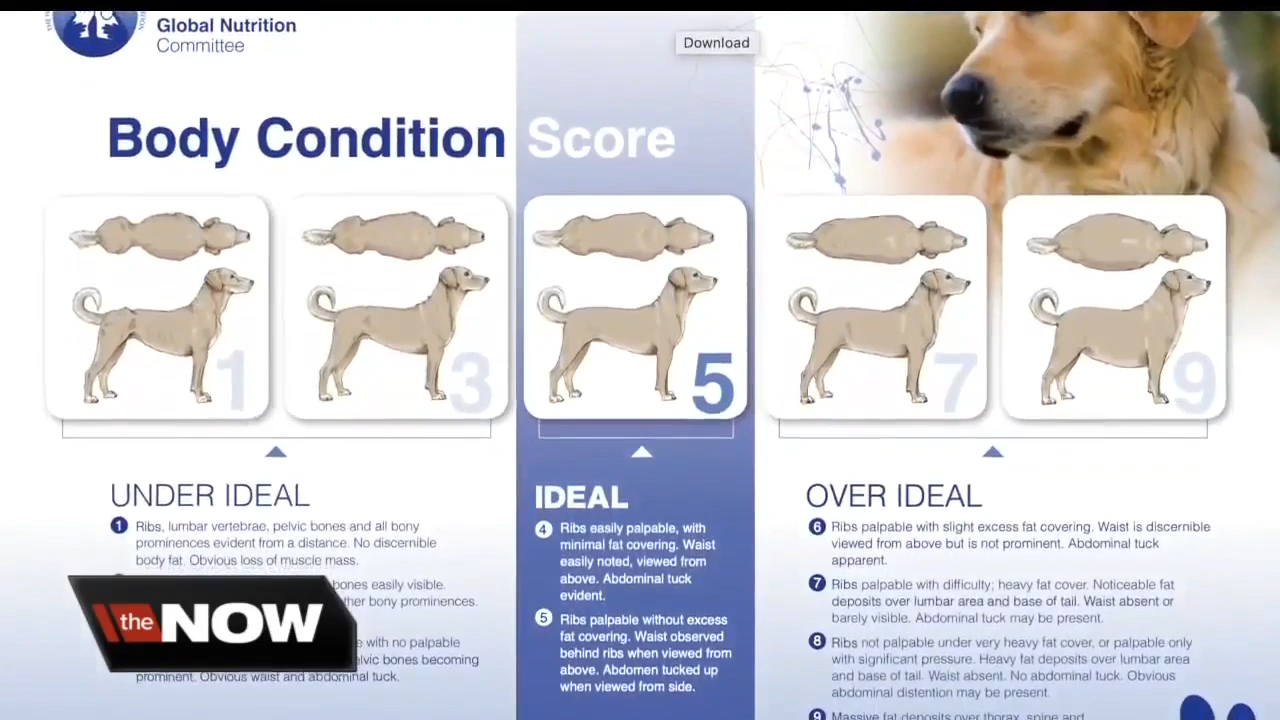 Global Nutrition
Committee
Download
Body Condition Score
1
3
5
7
9
UNDER IDEAL
1 Ribs, lumbar vertebrae, pelvic bones and all bony
prominences evident from a distance. No discernible
body fat. Obvious loss of muscle mass.
bones easily visible.
bony prominences.
with no palpable
bones becoming
prominent. Obvious waist and abdominal tuck.
IDEAL
4 Ribs easily palpable, with
minimal fat covering. Waist
easily noted, viewed from
above. Abdominal tuck
evident.
5 Ribs palpable without excess
fat covering. Waist observed
behind ribs when viewed from
above. Abdomen tucked up
when viewed from side.
OVER IDEAL
6 Ribs palpable with slight excess fat covering. Waist is discernible
viewed from above but is not prominent. Abdominal tuck
apparent.
7 Ribs palpable with difficulty; heavy fat cover. Noticeable fat
deposits over lumbar area and base of tail. Waist absent or
barely visible. Abdominal tuck may be present.
8 Ribs not palpable under very heavy fat cover, or palpable only
with significant pressure. Heavy fat deposits over lumbar area
and base of tail. Waist absent. No abdominal tuck. Obvious
abdominal distention may be present.
9 Massive fat deposits over thorax, spine and
the NOW